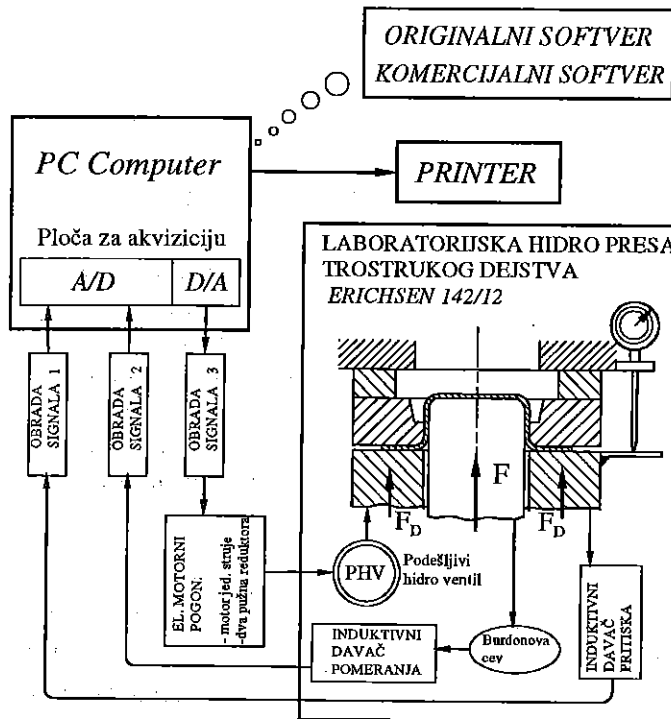 ORIGINALNI SOFTVER
KOMERCIJALNI SOFTVER
PC Computer
PRINTER
Ploča za akviziciju
A/D
D/A
LABORATORIJSKA HIDRO PRESA
TROSTRUKOG DEJSTVA
ERICHSEN 142/12
OBRADA
SIGNALA 1
OBRADA
SIGNALA 2
OBRADA
SIGNALA 3
F
F_D
F_D
EL. MOTORNI
POGON:
- motor jed. struje
-dva pužna reduktora
PHV
Podešljivi
hidro ventil
INDUKTIVNI
DAVAČ
POMERANJA
Burdonova
cev
INDUKTIVNI
DAVAČ
PRITISKA